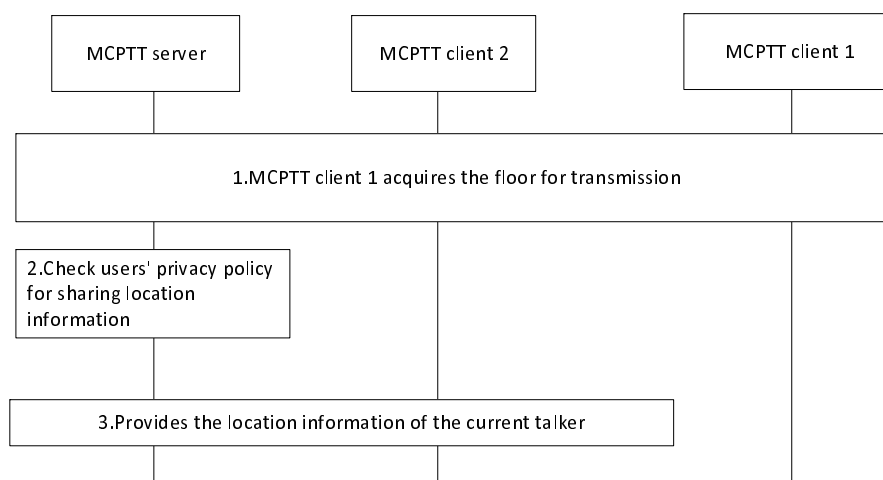 MCPTT server
MCPTT client 2
MCPTT client 1
1.MCPTT client 1 acquires the floor for transmission
2.Check users' privacy policy
for sharing location
information
3.Provides the location information of the current talker